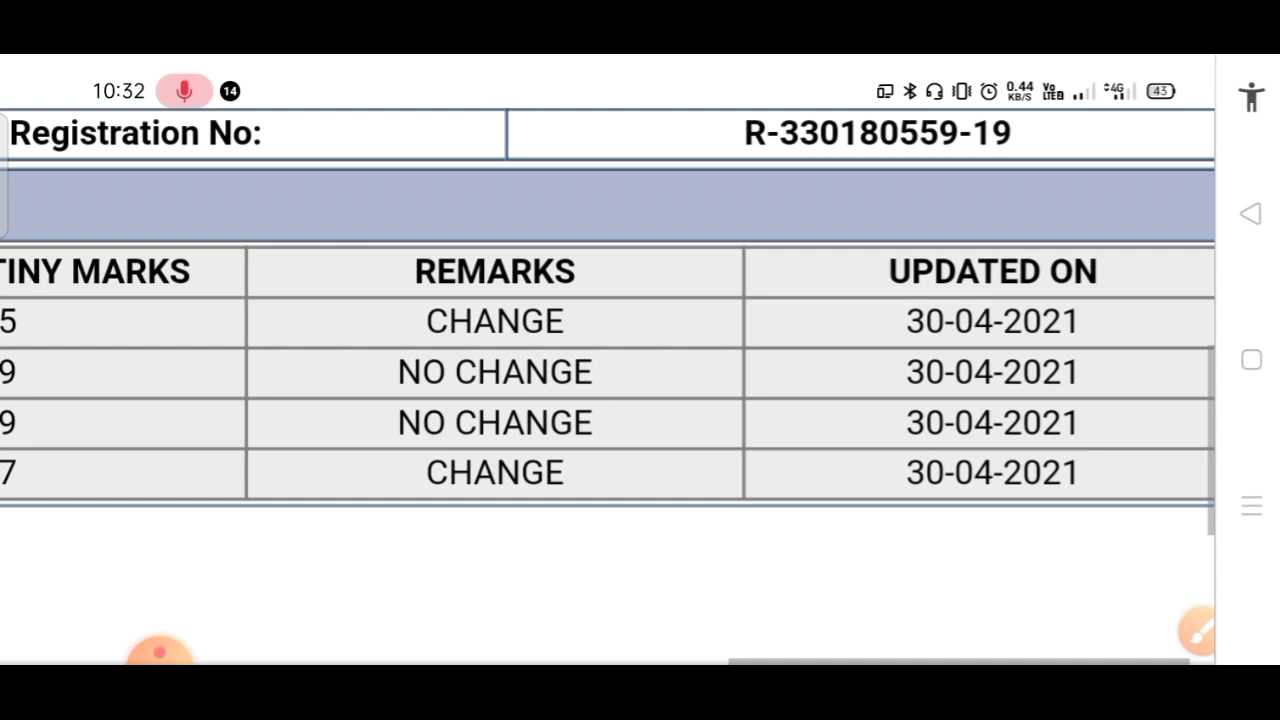 10:32 14 0.44 KB/S Vo LTE 4G 43
Registration No: R-330180559-19
TINY MARKS REMARKS UPDATED ON
5 CHANGE 30-04-2021
9 NO CHANGE 30-04-2021
9 NO CHANGE 30-04-2021
7 CHANGE 30-04-2021